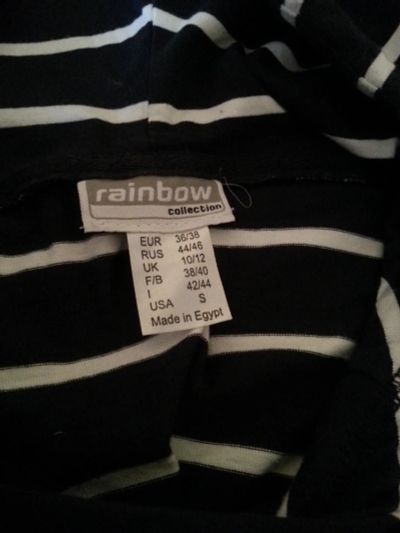 rainbow
collection
EUR 36/38
RUS 44/46
UK 10/12
F/B 38/40
I 42/44
USA S
Made in Egypt